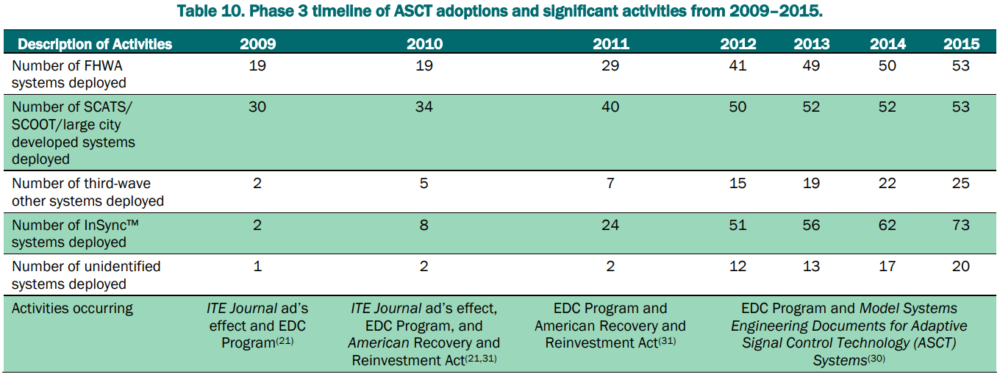 Table 10. Phase 3 timeline of ASCT adoptions and significant activities from 2009–2015.
Description of Activities 2009 2010 2011 2012 2013 2014 2015
Number of FHWA 19 19 29 41 49 50 53
systems deployed
Number of SCATS/ 30 34 40 50 52 52 53
SCOOT/large city
developed systems
deployed
Number of third-wave 2 5 7 15 19 22 25
other systems deployed
Number of InSync™ 2 8 24 51 56 62 73
systems deployed
Number of unidentified 1 2 2 12 13 17 20
systems deployed
Activities occurring
ITE Journal ad’s
effect and EDC
Program(21)
ITE Journal ad’s effect,
EDC Program, and
American Recovery and
Reinvestment Act(21,31)
EDC Program and
American Recovery and
Reinvestment Act(31)
EDC Program and Model Systems
Engineering Documents for Adaptive
Signal Control Technology (ASCT)
Systems(30)